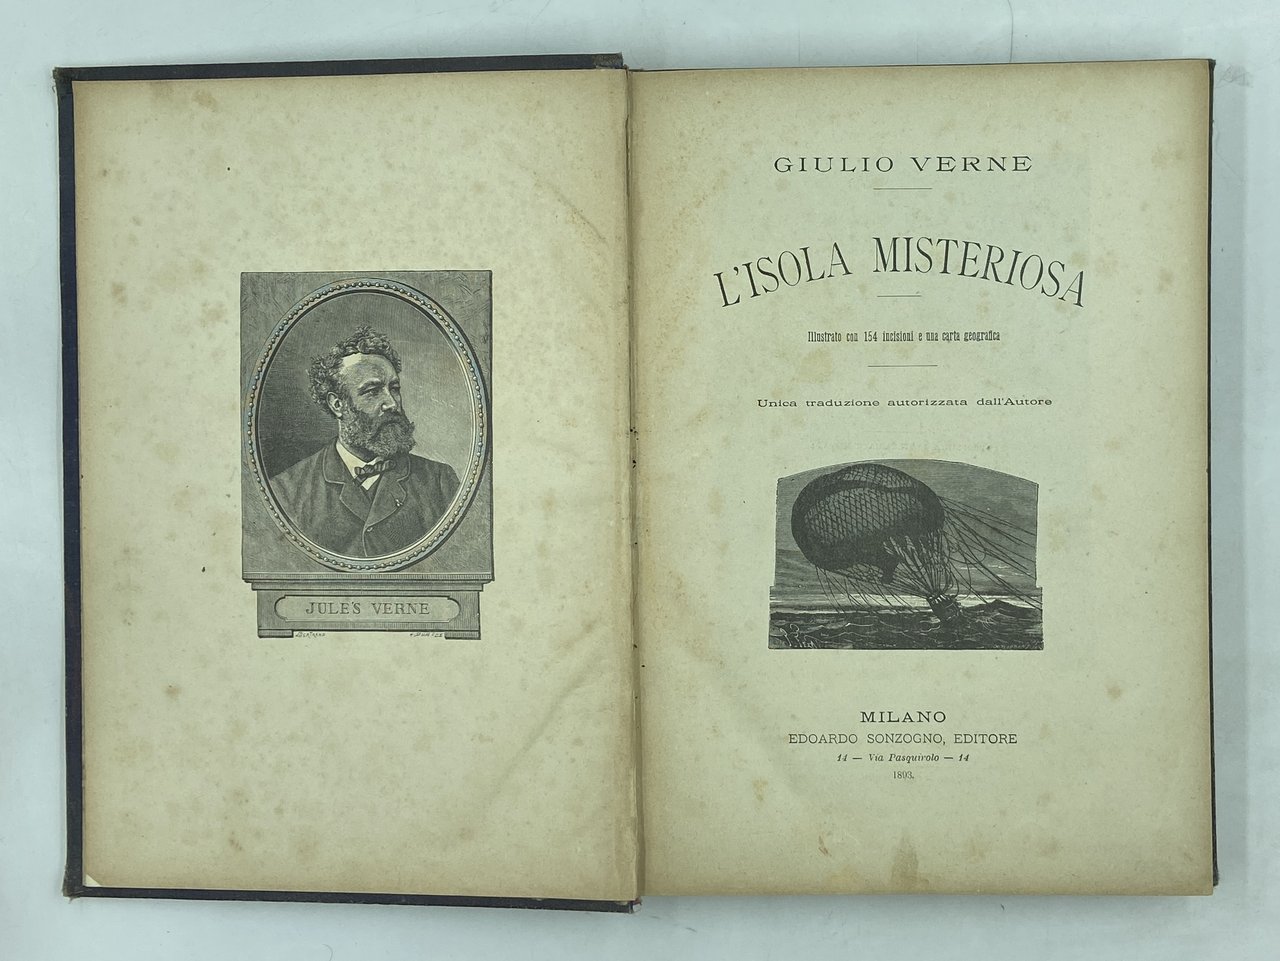 JULES VERNE
GIULIO VERNE
L'ISOLA MISTERIOSA
Illustrato con 154 incisioni e una carta geografica
Unica traduzione autorizzata dall'Autore
MILANO
EDOARDO SONZOGNO, EDITORE
14 — Via Pasquirolo — 14
1893.